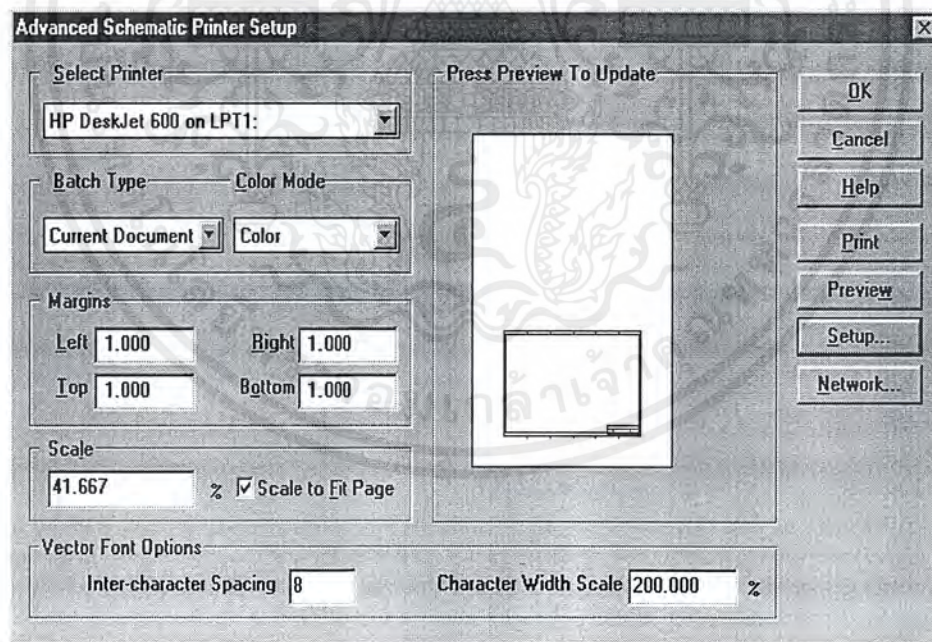 Advanced Schematic Printer Setup
Select Printer
HP DeskJet 600 on LPT1:
Batch Type
Color Mode
Current Document
Color
Margins
Left 1.000
Right 1.000
Top 1.000
Bottom 1.000
Scale
41.667 % Scale to Fit Page
Vector Font Options
Inter-character Spacing 8
Character Width Scale 200.000 %
Press Preview To Update
OK
Cancel
Help
Print
Preview
Setup...
Network...